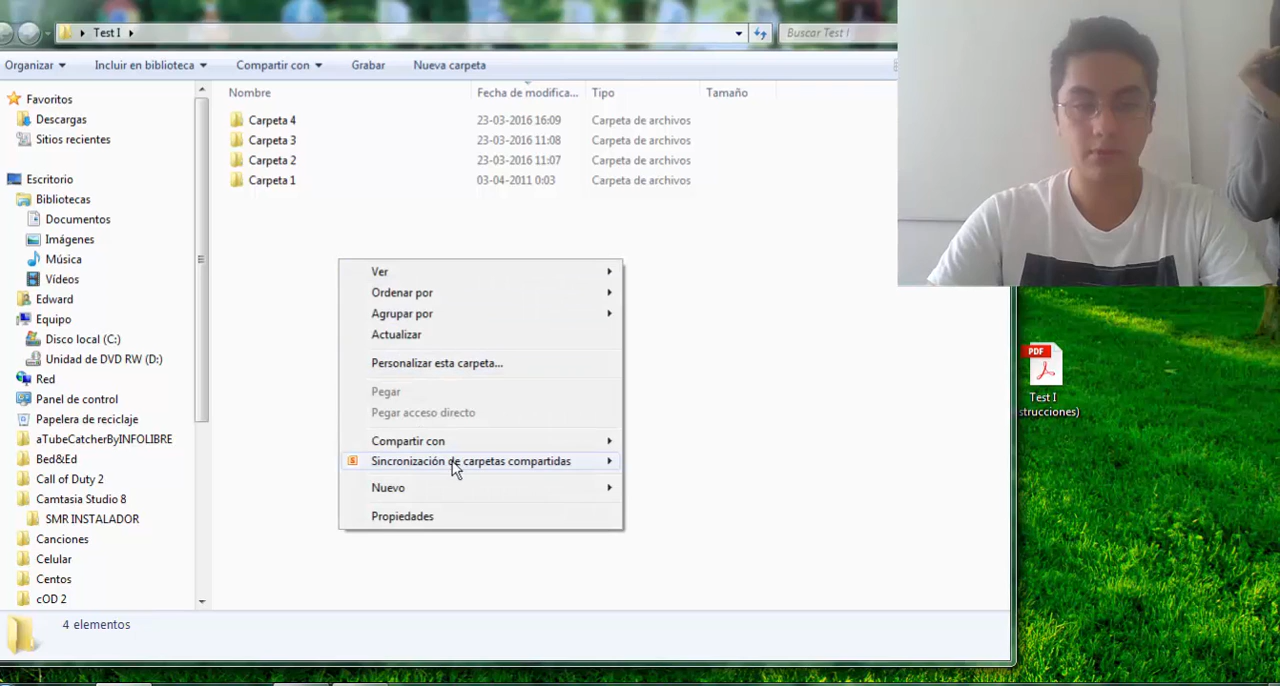 Test I
Buscar Test I
Organizar
Incluir en biblioteca
Compartir con
Grabar
Nueva carpeta
Nombre
Fecha de modifica...
Tipo
Tamaño
Carpeta 4
23-03-2016 16:09
Carpeta de archivos
Carpeta 3
23-03-2016 11:08
Carpeta de archivos
Carpeta 2
23-03-2016 11:07
Carpeta de archivos
Carpeta 1
03-04-2011 0:03
Carpeta de archivos
Favoritos
Descargas
Sitios recientes
Escritorio
Bibliotecas
Documentos
Imágenes
Música
Vídeos
Edward
Equipo
Disco local (C:)
Unidad de DVD RW (D:)
Red
Panel de control
Papelera de reciclaje
aTubeCatcherByINFOLIBRE
Bed&Ed
Call of Duty 2
Camtasia Studio 8
SMR INSTALADOR
Canciones
Celular
Centos
cOD 2
Ver
Ordenar por
Agrupar por
Actualizar
Personalizar esta carpeta...
Pegar
Pegar acceso directo
Compartir con
S
Sincronización de carpetas compartidas
Nuevo
Propiedades
4 elementos
PDF
Test I
strucciones)